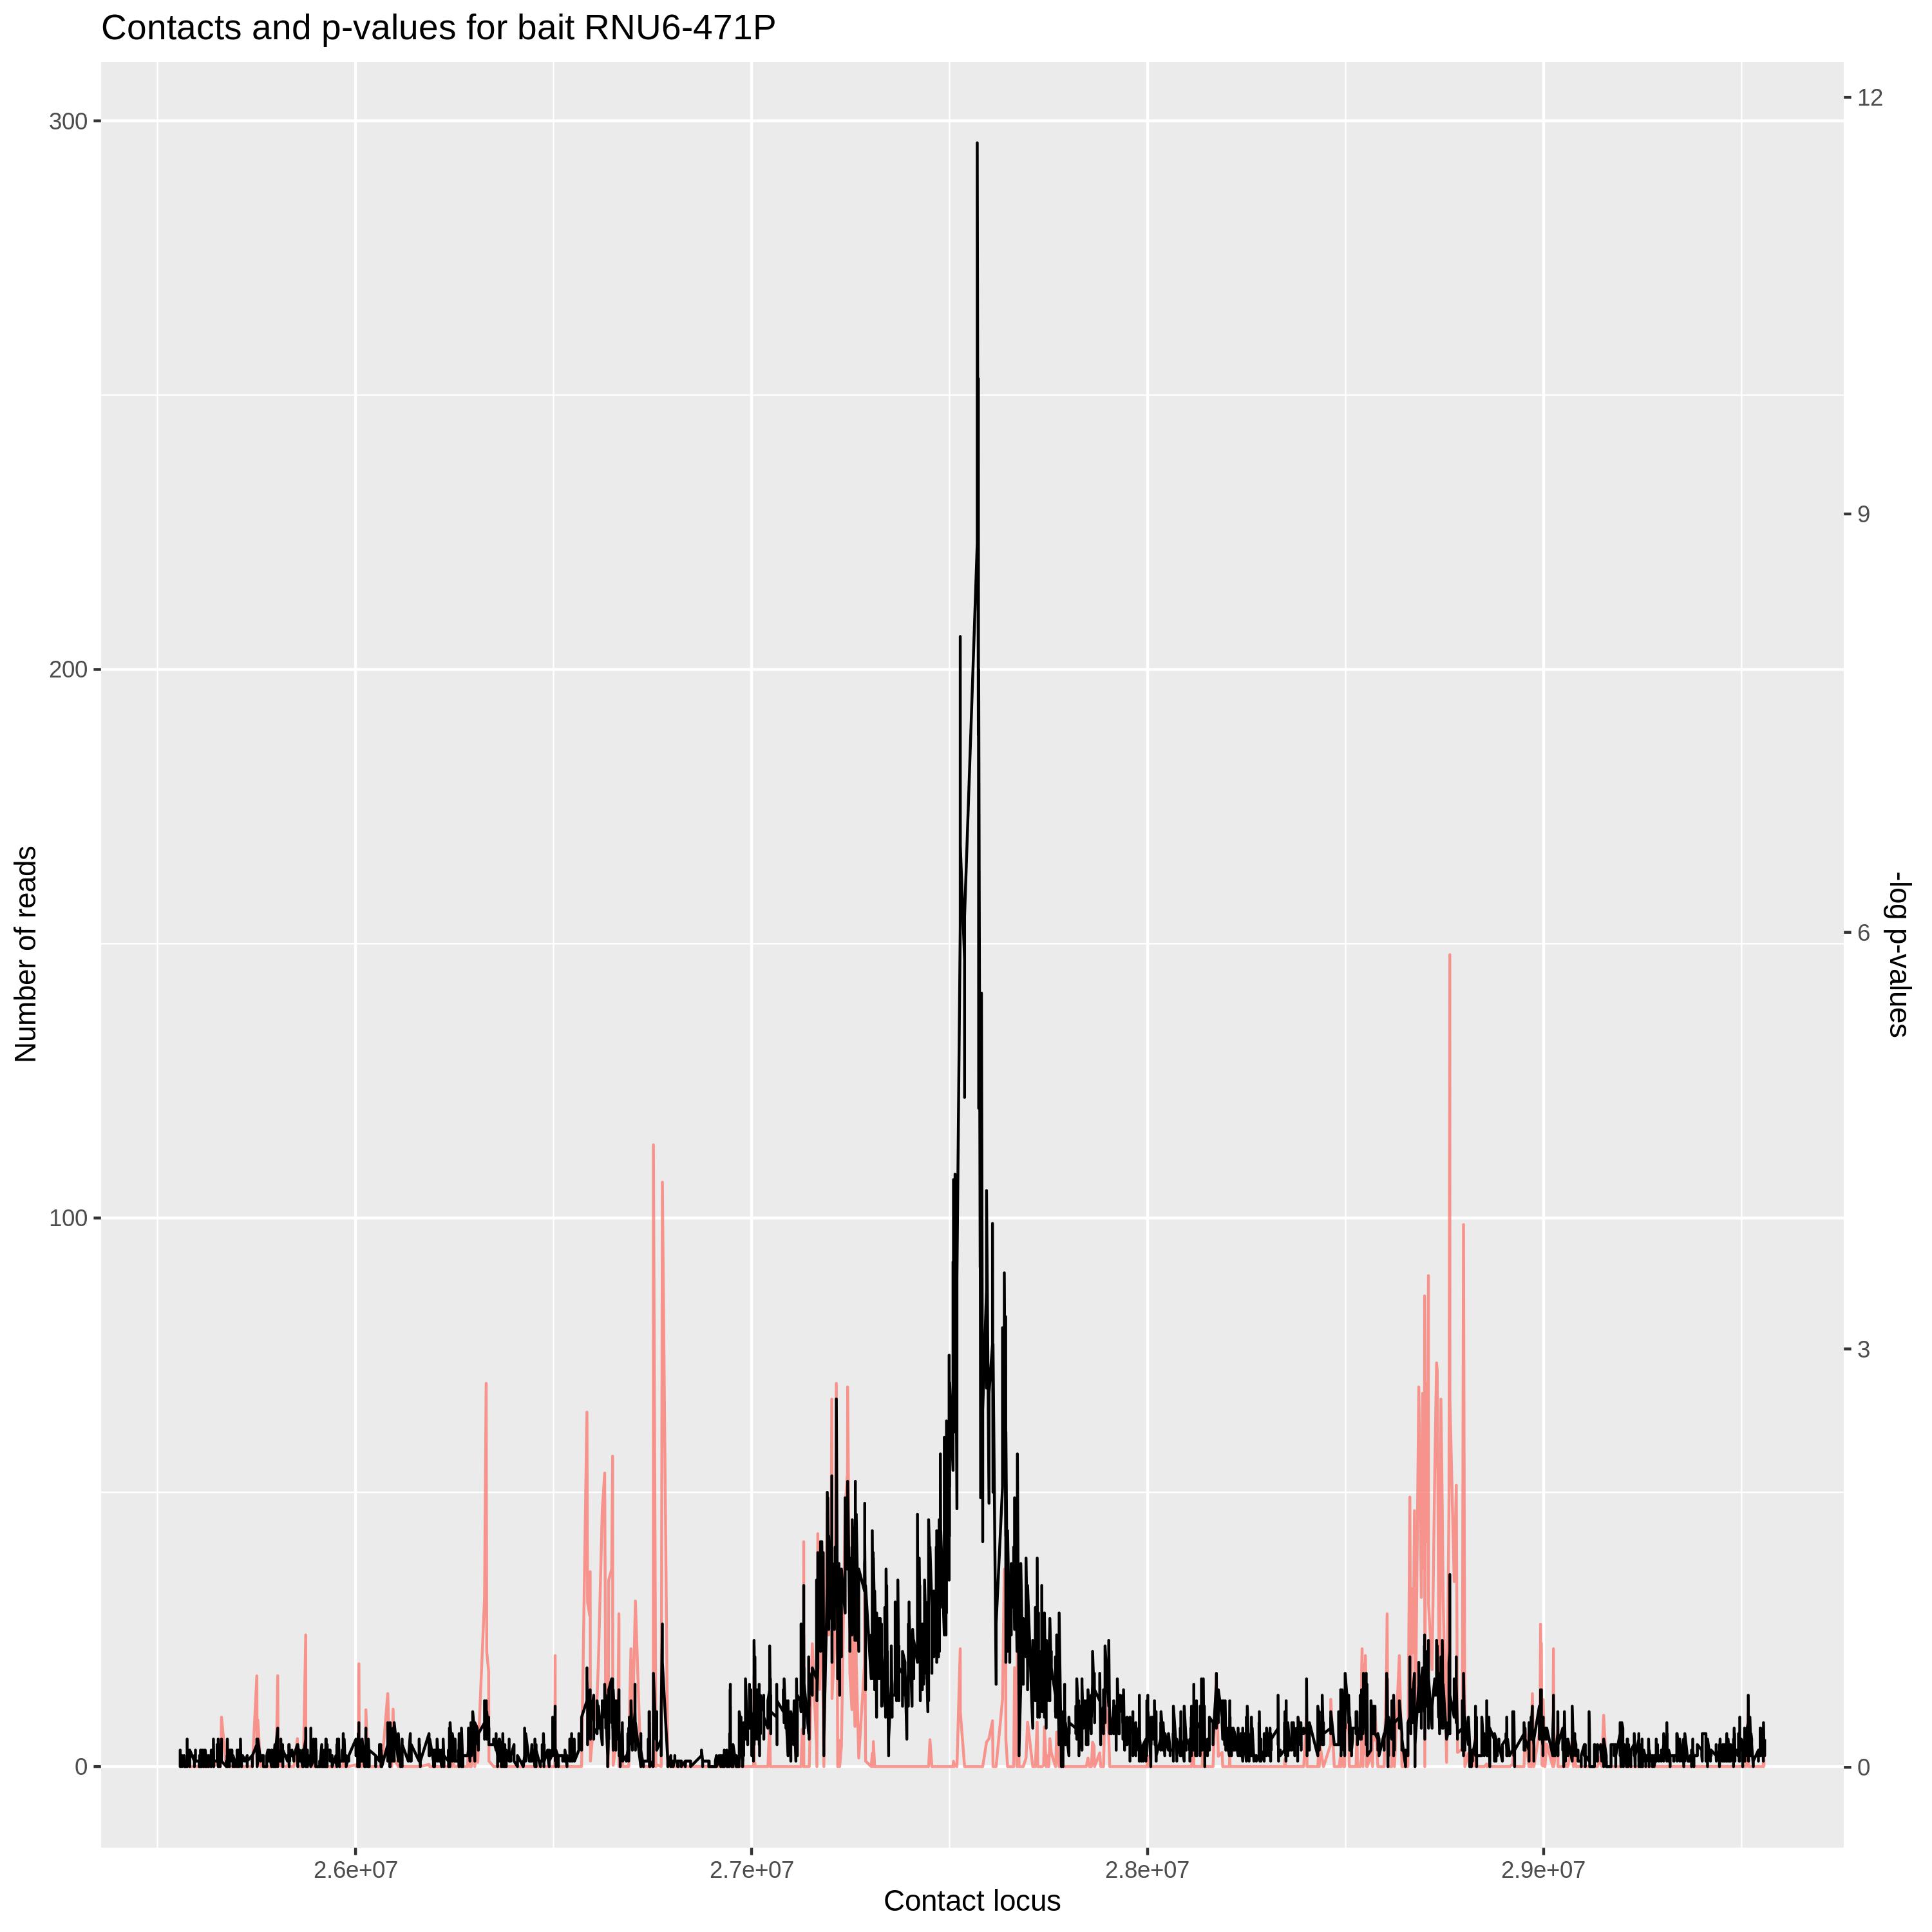 Contacts and p-values for bait RNU6-471P
300
200
100
0
12
9
6
3
0
Number of reads
-log p-values
2.6e+07 2.7e+07 2.8e+07 2.9e+07
Contact locus